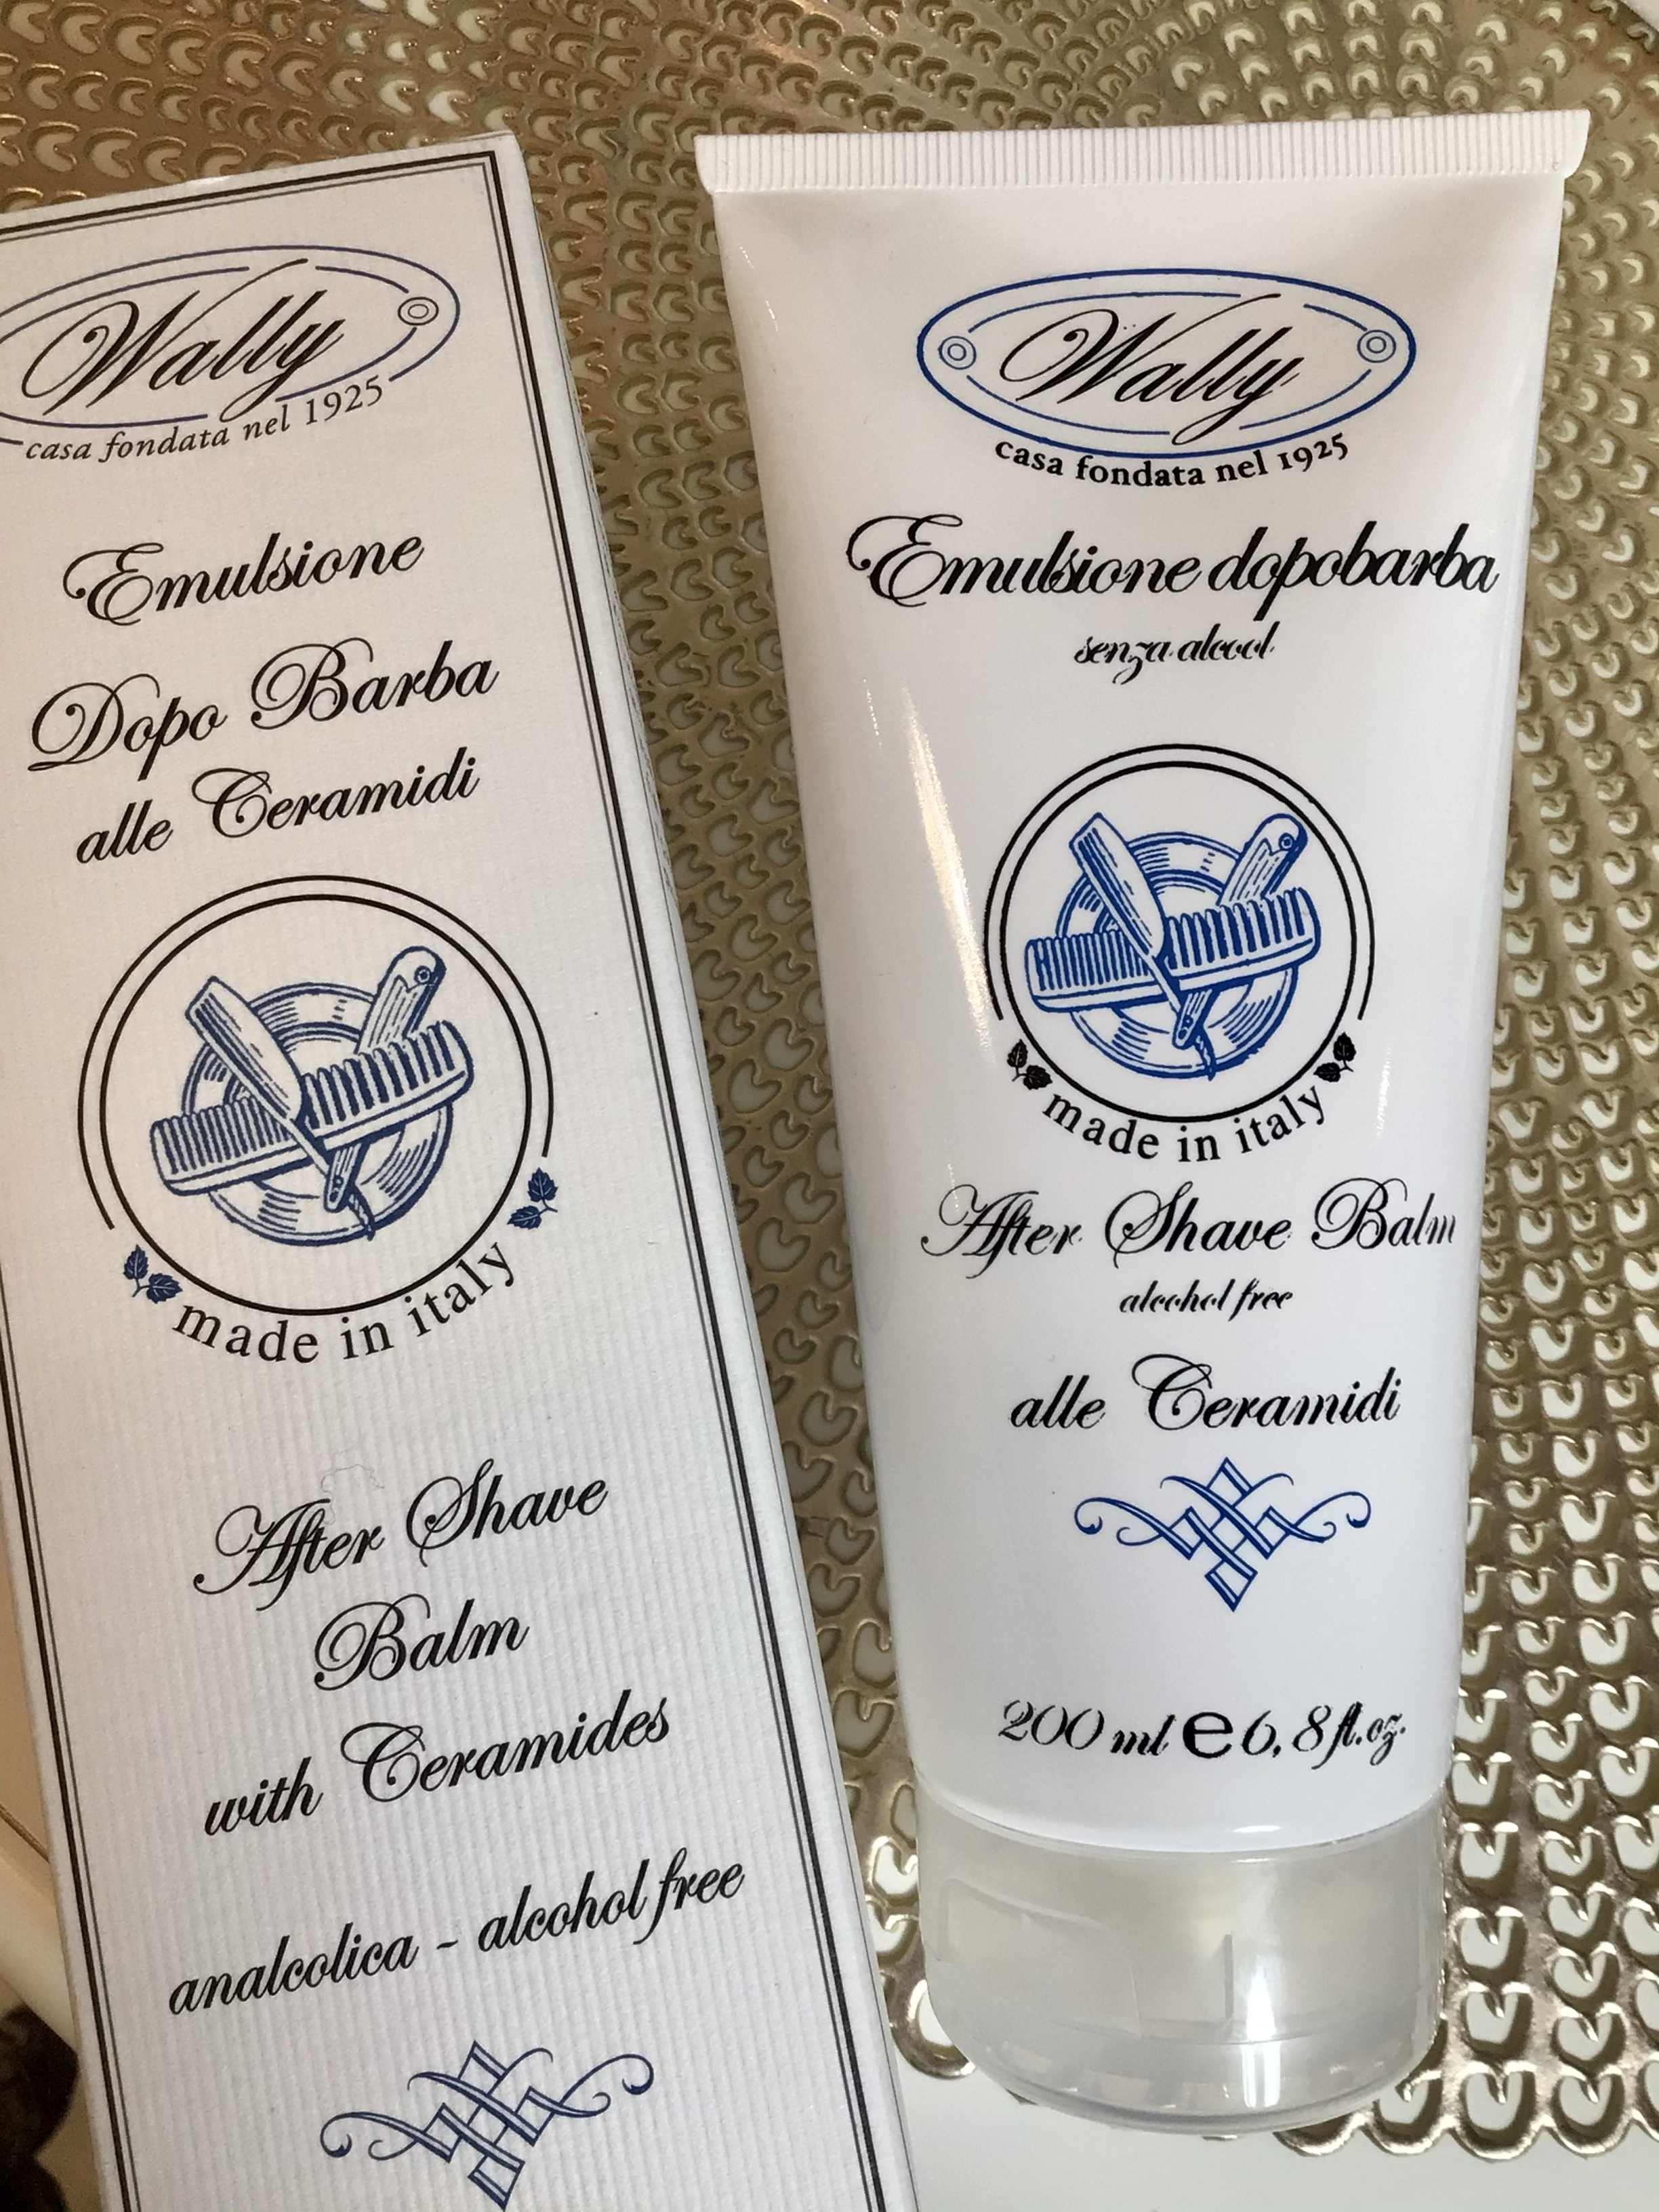 Wally
casa fondata nel 1925
Emulsione
Dopo Barba
alle Ceramidi
made in italy
After Shave
Balm
with Ceramides
analcolica - alcohol free
Wally
casa fondata nel 1925
Emulsione dopobarba
senza alcool
made in italy
After Shave Balm
alcohol free
alle Ceramidi
200 ml e 6,8 fl.oz.